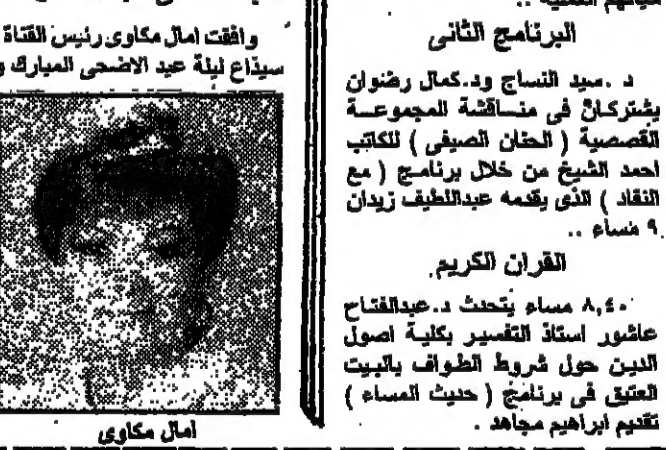 البرنامج الثانى
د . سيد النساج ود.كمال رضوان
يشتركان فى مناقشة المجموعة
القصصية ( الحنان الصيفى ) للكاتب
احمد الشيخ من خلال برنامج ( مع
النقاد ) الذى يقدمه عبداللطيف زيدان
٩ مساء ..
القران الكريم
٨,٤٠ مساء يتحدث د. عبدالفتاح
عاشور استاذ التفسير بكلية اصول
الدين حول شروط الطواف بالبيت
العتيق فى برنامج ( حديث المساء )
تقديم ابراهيم مجاهد .
وافقت امال مكاوى رئيس القناة
سيذاع ليلة عيد الاضحى المبارك و
امال مكاوى